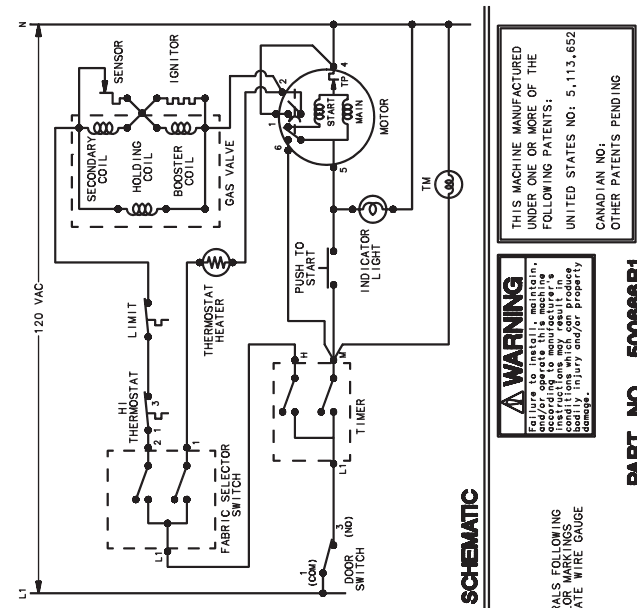 L1
120 VAC
N
SENSOR
IGNITOR
SECONDARY
COIL
HOLDING
COIL
BOOSTER
COIL
GAS VALVE
LIMIT
HI
THERMOSTAT
3
2 1
1
L1
FABRIC SELECTOR
SWITCH
THERMOSTAT
HEATER
2
4
1
6
5
TP
START
MAIN
MOTOR
PUSH TO
START
INDICATOR
LIGHT
TM
H
M
L1
TIMER
1
(COM)
3
(NO)
DOOR
SWITCH
SCHEMATIC
THIS MACHINE MANUFACTURED
UNDER ONE OR MORE OF THE
FOLLOWING PATENTS:
UNITED STATES NO: 5,113,652
CANADIAN NO:
OTHER PATENTS PENDING
WARNING
Failure to install, maintain,
and/or operate this machine
according to manufacturer's
instructions may result in
conditions which can produce
bodily injury and/or property
damage.
FOLLOWING
MARKINGS
WIRE GAUGE
PART NO.